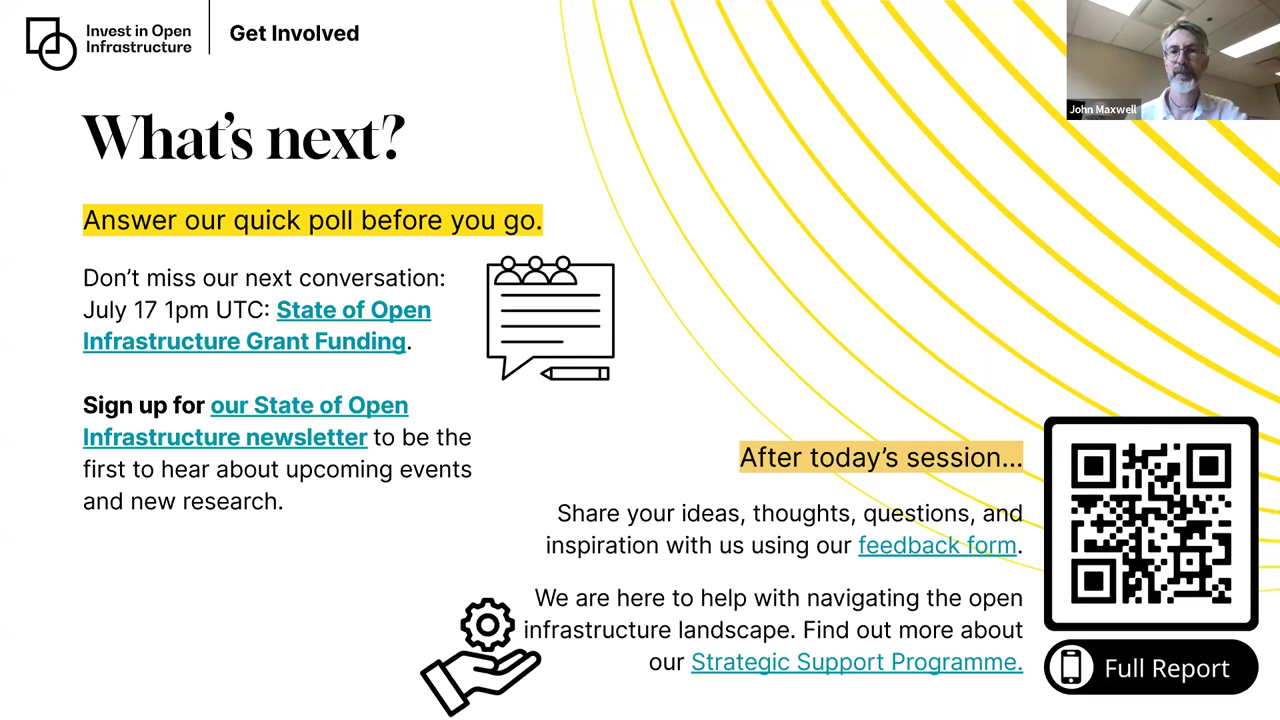 Invest in Open
Infrastructure
Get Involved
John Maxwell
What's next?
Answer our quick poll before you go.
Don't miss our next conversation:
July 17 1pm UTC: State of Open
Infrastructure Grant Funding.
Sign up for our State of Open
Infrastructure newsletter to be the
first to hear about upcoming events
and new research.
After today's session...
Share your ideas, thoughts, questions, and
inspiration with us using our feedback form.
We are here to help with navigating the open
infrastructure landscape. Find out more about
our Strategic Support Programme.
Full Report